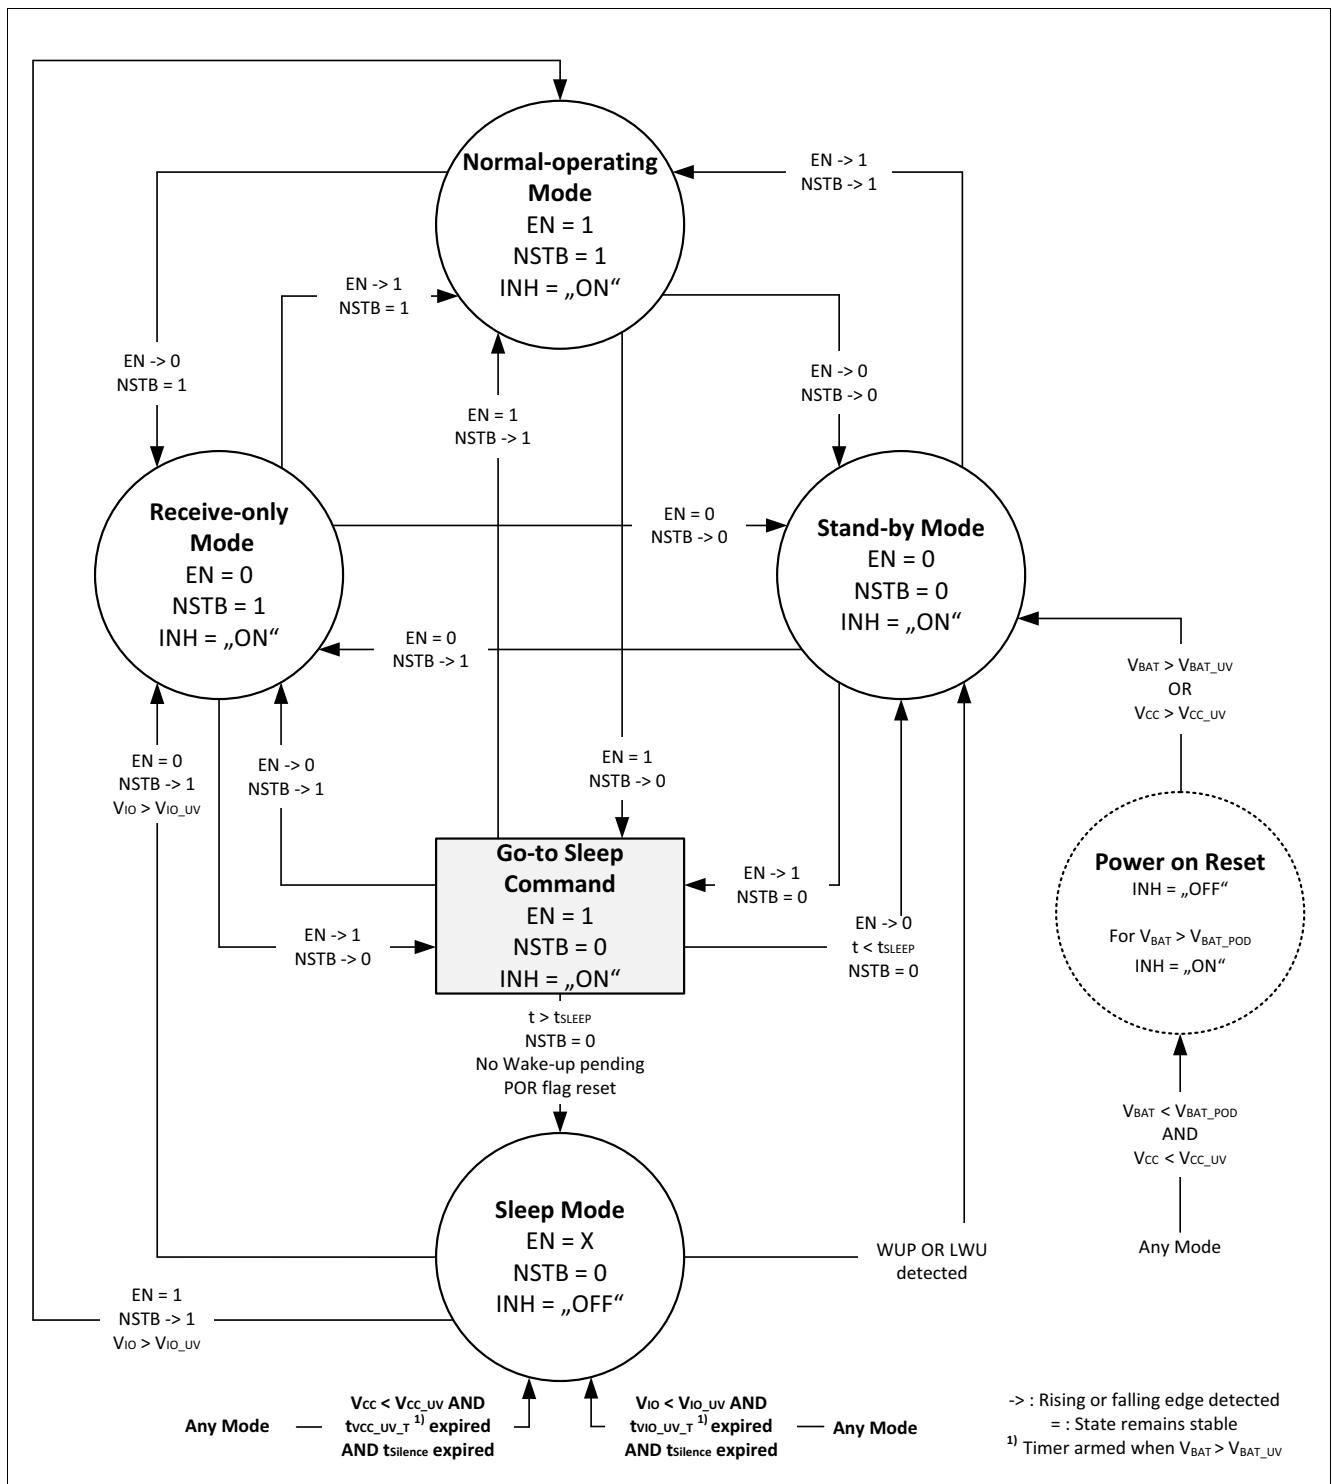 Normal-operating
Mode
EN = 1
NSTB = 1
INH = „ON“
EN -> 1
NSTB -> 1
EN -> 1
NSTB = 1
EN -> 0
NSTB = 1
EN -> 0
NSTB -> 0
EN = 1
NSTB -> 1
Receive-only
Mode
EN = 0
NSTB = 1
INH = „ON“
EN = 0
NSTB -> 0
Stand-by Mode
EN = 0
NSTB = 0
INH = „ON“
EN = 0
NSTB -> 1
VBAT > VBAT_UV
OR
VCC > VCC_UV
EN = 0
NSTB -> 1
VIO > VIO_UV
EN -> 0
NSTB -> 1
EN = 1
NSTB -> 0
Go-to Sleep
Command
EN = 1
NSTB = 0
INH = „ON“
EN -> 1
NSTB = 0
EN -> 1
NSTB -> 0
EN -> 0
t < tSLEEP
NSTB = 0
Power on Reset
INH = „OFF“
For VBAT > VBAT_POD
INH = „ON“
t > tSLEEP
NSTB = 0
No Wake-up pending
POR flag reset
VBAT < VBAT_POD
AND
VCC < VCC_UV
Any Mode
Sleep Mode
EN = X
NSTB = 0
INH = „OFF“
WUP OR LWU
detected
EN = 1
NSTB -> 1
VIO > VIO_UV
Any Mode
VCC < VCC_UV AND
tVCC_UV_T 1) expired
AND tSilence expired
VIO < VIO_UV AND
tVIO_UV_T 1) expired
AND tSilence expired
Any Mode
-> : Rising or falling edge detected
= : State remains stable
1) Timer armed when VBAT > VBAT_UV